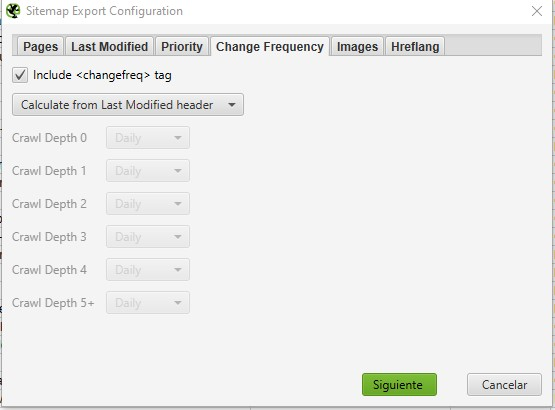 Sitemap Export Configuration
Pages Last Modified Priority Change Frequency Images Hreflang
Include <changefreq> tag
Calculate from Last Modified header
Crawl Depth 0 Daily
Crawl Depth 1 Daily
Crawl Depth 2 Daily
Crawl Depth 3 Daily
Crawl Depth 4 Daily
Crawl Depth 5+ Daily
Siguiente Cancelar